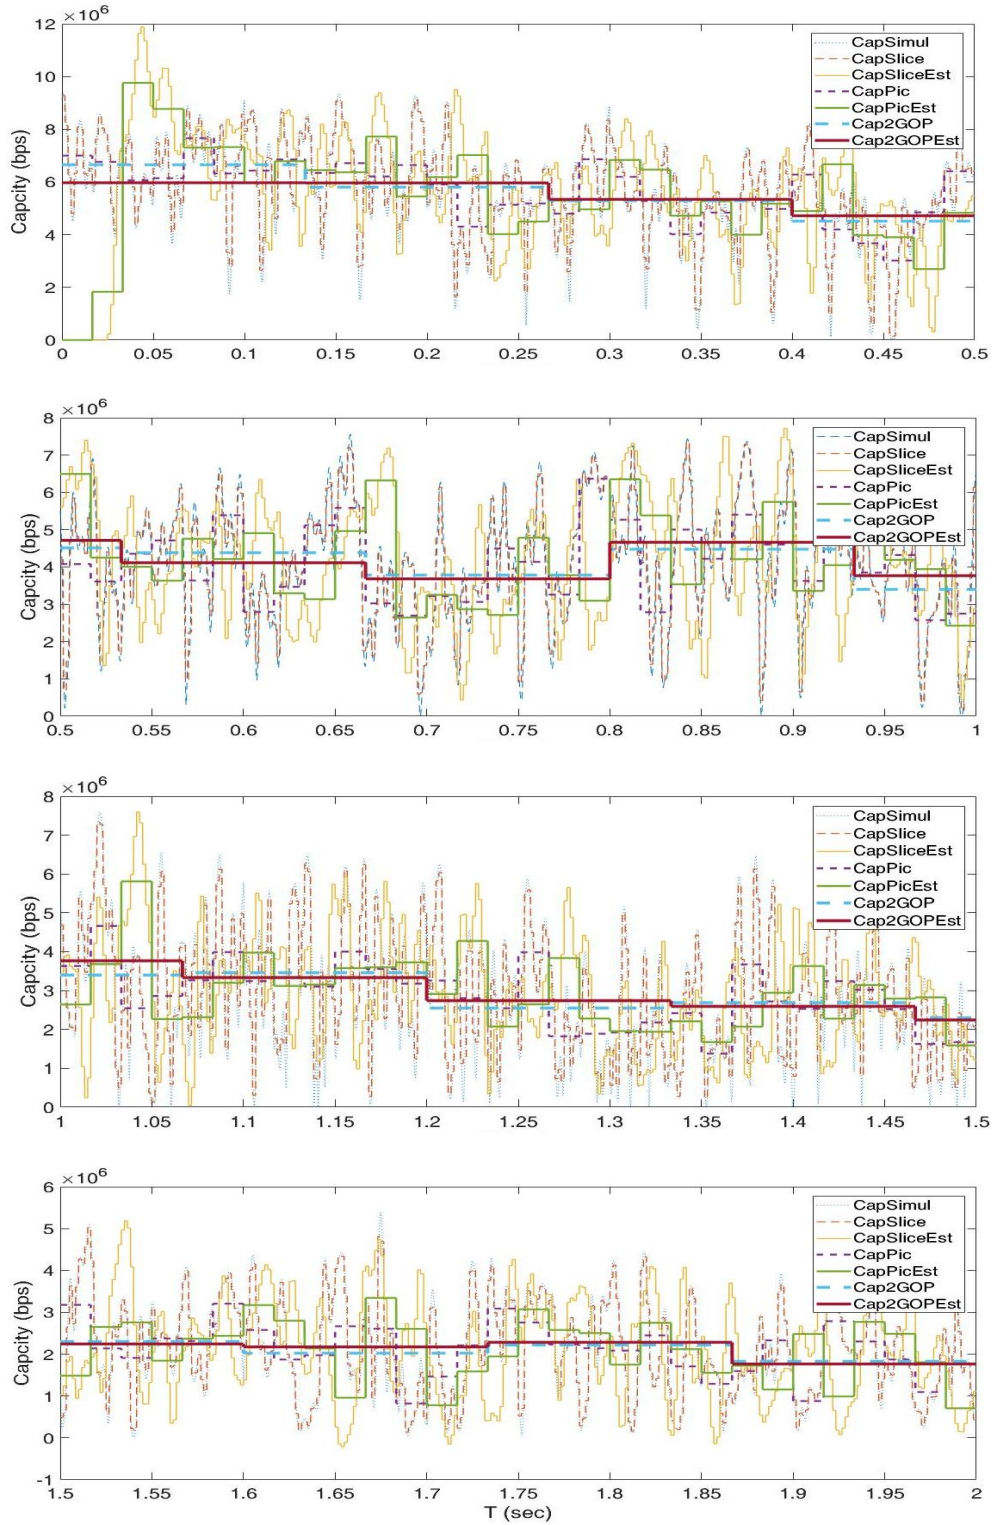 ×10⁶
12
10
8
6
4
2
0
Capcity (bps)
CapSimul
CapSlice
CapSliceEst
CapPic
CapPicEst
Cap2GOP
Cap2GOPEst
0 0.05 0.1 0.15 0.2 0.25 0.3 0.35 0.4 0.45 0.5
×10⁶
8
7
6
5
4
3
2
1
0
Capcity (bps)
CapSimul
CapSlice
CapSliceEst
CapPic
CapPicEst
Cap2GOP
Cap2GOPEst
0.5 0.55 0.6 0.65 0.7 0.75 0.8 0.85 0.9 0.95 1
×10⁶
8
7
6
5
4
3
2
1
0
Capcity (bps)
CapSimul
CapSlice
CapSliceEst
CapPic
CapPicEst
Cap2GOP
Cap2GOPEst
1 1.05 1.1 1.15 1.2 1.25 1.3 1.35 1.4 1.45 1.5
×10⁶
6
5
4
3
2
1
0
-1
Capcity (bps)
CapSimul
CapSlice
CapSliceEst
CapPic
CapPicEst
Cap2GOP
Cap2GOPEst
1.5 1.55 1.6 1.65 1.7 1.75 1.8 1.85 1.9 1.95 2
T (sec)